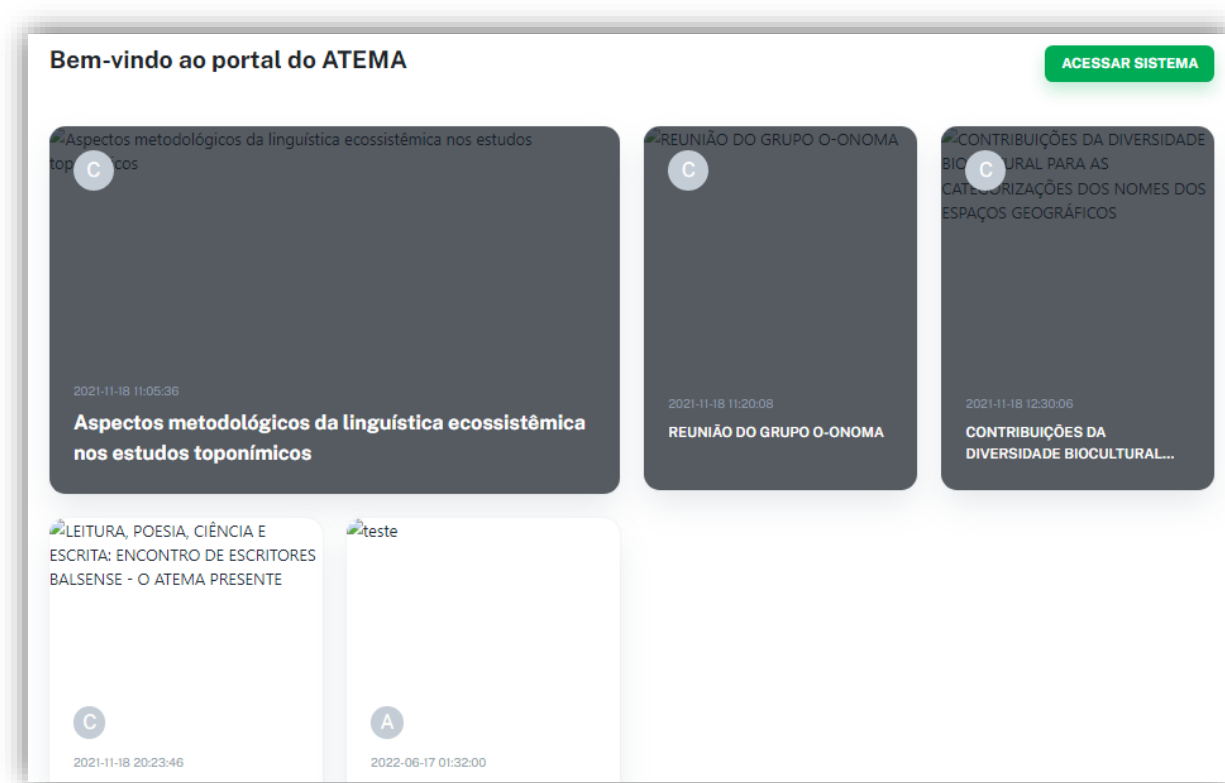 Bem-vindo ao portal do ATEMA
ACESSAR SISTEMA
Aspectos metodológicos da linguística ecossistêmica nos estudos
C
2021-11-18 11:05:36
Aspectos metodológicos da linguística ecossistêmica
nos estudos toponímicos
REUNIÃO DO GRUPO O-ONOMA
C
2021-11-18 11:20:08
REUNIÃO DO GRUPO O-ONOMA
CONTRIBUIÇÕES DA DIVERSIDADE
C PARA AS
CATEGORIZAÇÕES DOS NOMES DOS
ESPAÇOS GEOGRÁFICOS
2021-11-18 12:30:06
CONTRIBUIÇÕES DA
DIVERSIDADE BIOCULTURAL...
LEITURA, POESIA, CIÊNCIA E
ESCRITA: ENCONTRO DE ESCRITORES
BALSENSE - O ATEMA PRESENTE
C
2021-11-18 20:23:46
teste
A
2022-06-17 01:32:00